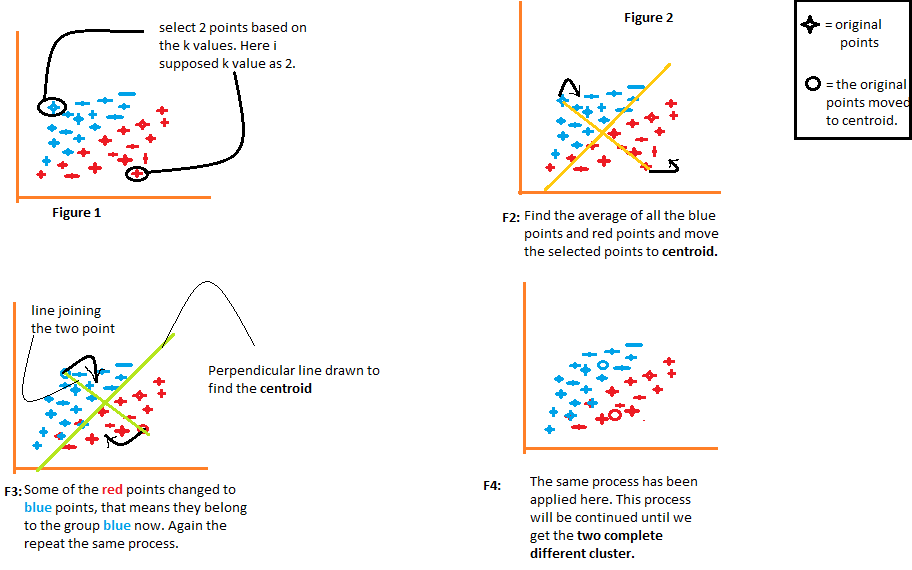 select 2 points based on
the k values. Here i
supposed k value as 2.
Figure 1
Figure 2
= original
points
= the original
points moved
to centroid.
F2: Find the average of all the blue
points and red points and move
the selected points to centroid.
line joining
the two point
Perpendicular line drawn to
find the centroid
F3: Some of the red points changed to
blue points, that means they belong
to the group blue now. Again the
repeat the same process.
F4: The same process has been
applied here. This process
will be continued until we
get the two complete
different cluster.